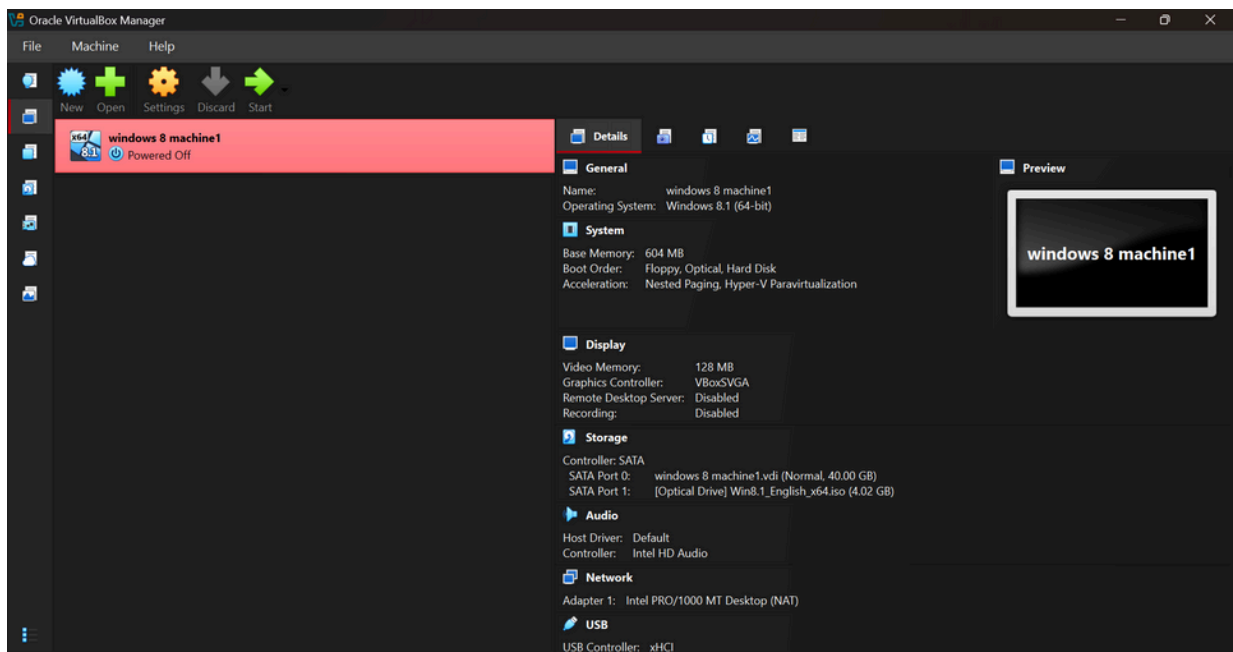 Oracle VirtualBox Manager
File Machine Help
New Open Settings Discard Start
x64
8.1
windows 8 machine1
Powered Off
Details
General
Name: windows 8 machine1
Operating System: Windows 8.1 (64-bit)
System
Base Memory: 604 MB
Boot Order: Floppy, Optical, Hard Disk
Acceleration: Nested Paging, Hyper-V Paravirtualization
Display
Video Memory: 128 MB
Graphics Controller: VBoxSVGA
Remote Desktop Server: Disabled
Recording: Disabled
Storage
Controller: SATA
SATA Port 0: windows 8 machine1.vdi (Normal, 40.00 GB)
SATA Port 1: [Optical Drive] Win8.1_English_x64.iso (4.02 GB)
Audio
Host Driver: Default
Controller: Intel HD Audio
Network
Adapter 1: Intel PRO/1000 MT Desktop (NAT)
USB
USB Controller: xHCI
Preview
windows 8 machine1